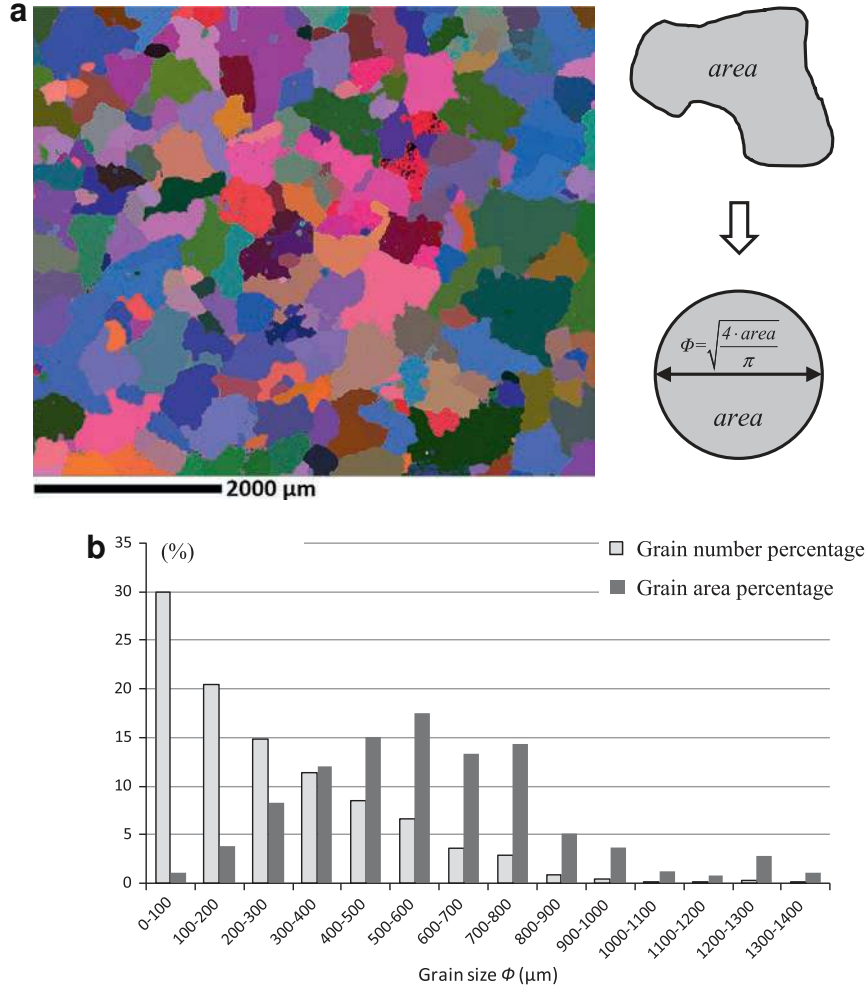 a
area
Φ=√(4·area/π)
area
2000 µm
b
(%)
Grain number percentage
Grain area percentage
35
30
25
20
15
10
5
0
0-100
100-200
200-300
300-400
400-500
500-600
600-700
700-800
800-900
900-1000
1000-1100
1100-1200
1200-1300
1300-1400
Grain size Φ (µm)